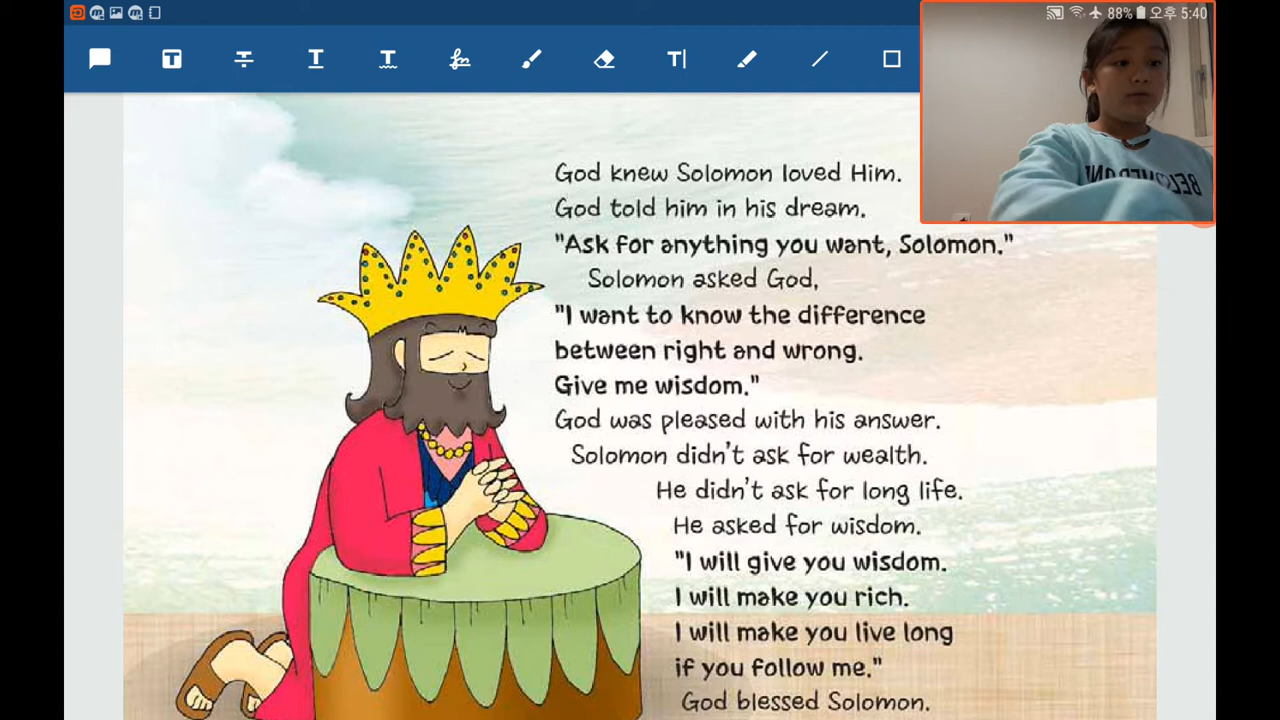 88% 오후 5:40
God knew Solomon loved Him.
God told him in his dream.
"Ask for anything you want, Solomon."
Solomon asked God,
"I want to know the difference
between right and wrong.
Give me wisdom."
God was pleased with his answer.
Solomon didn't ask for wealth.
He didn't ask for long life.
He asked for wisdom.
"I will give you wisdom.
I will make you rich.
I will make you live long
if you follow me."
God blessed Solomon.